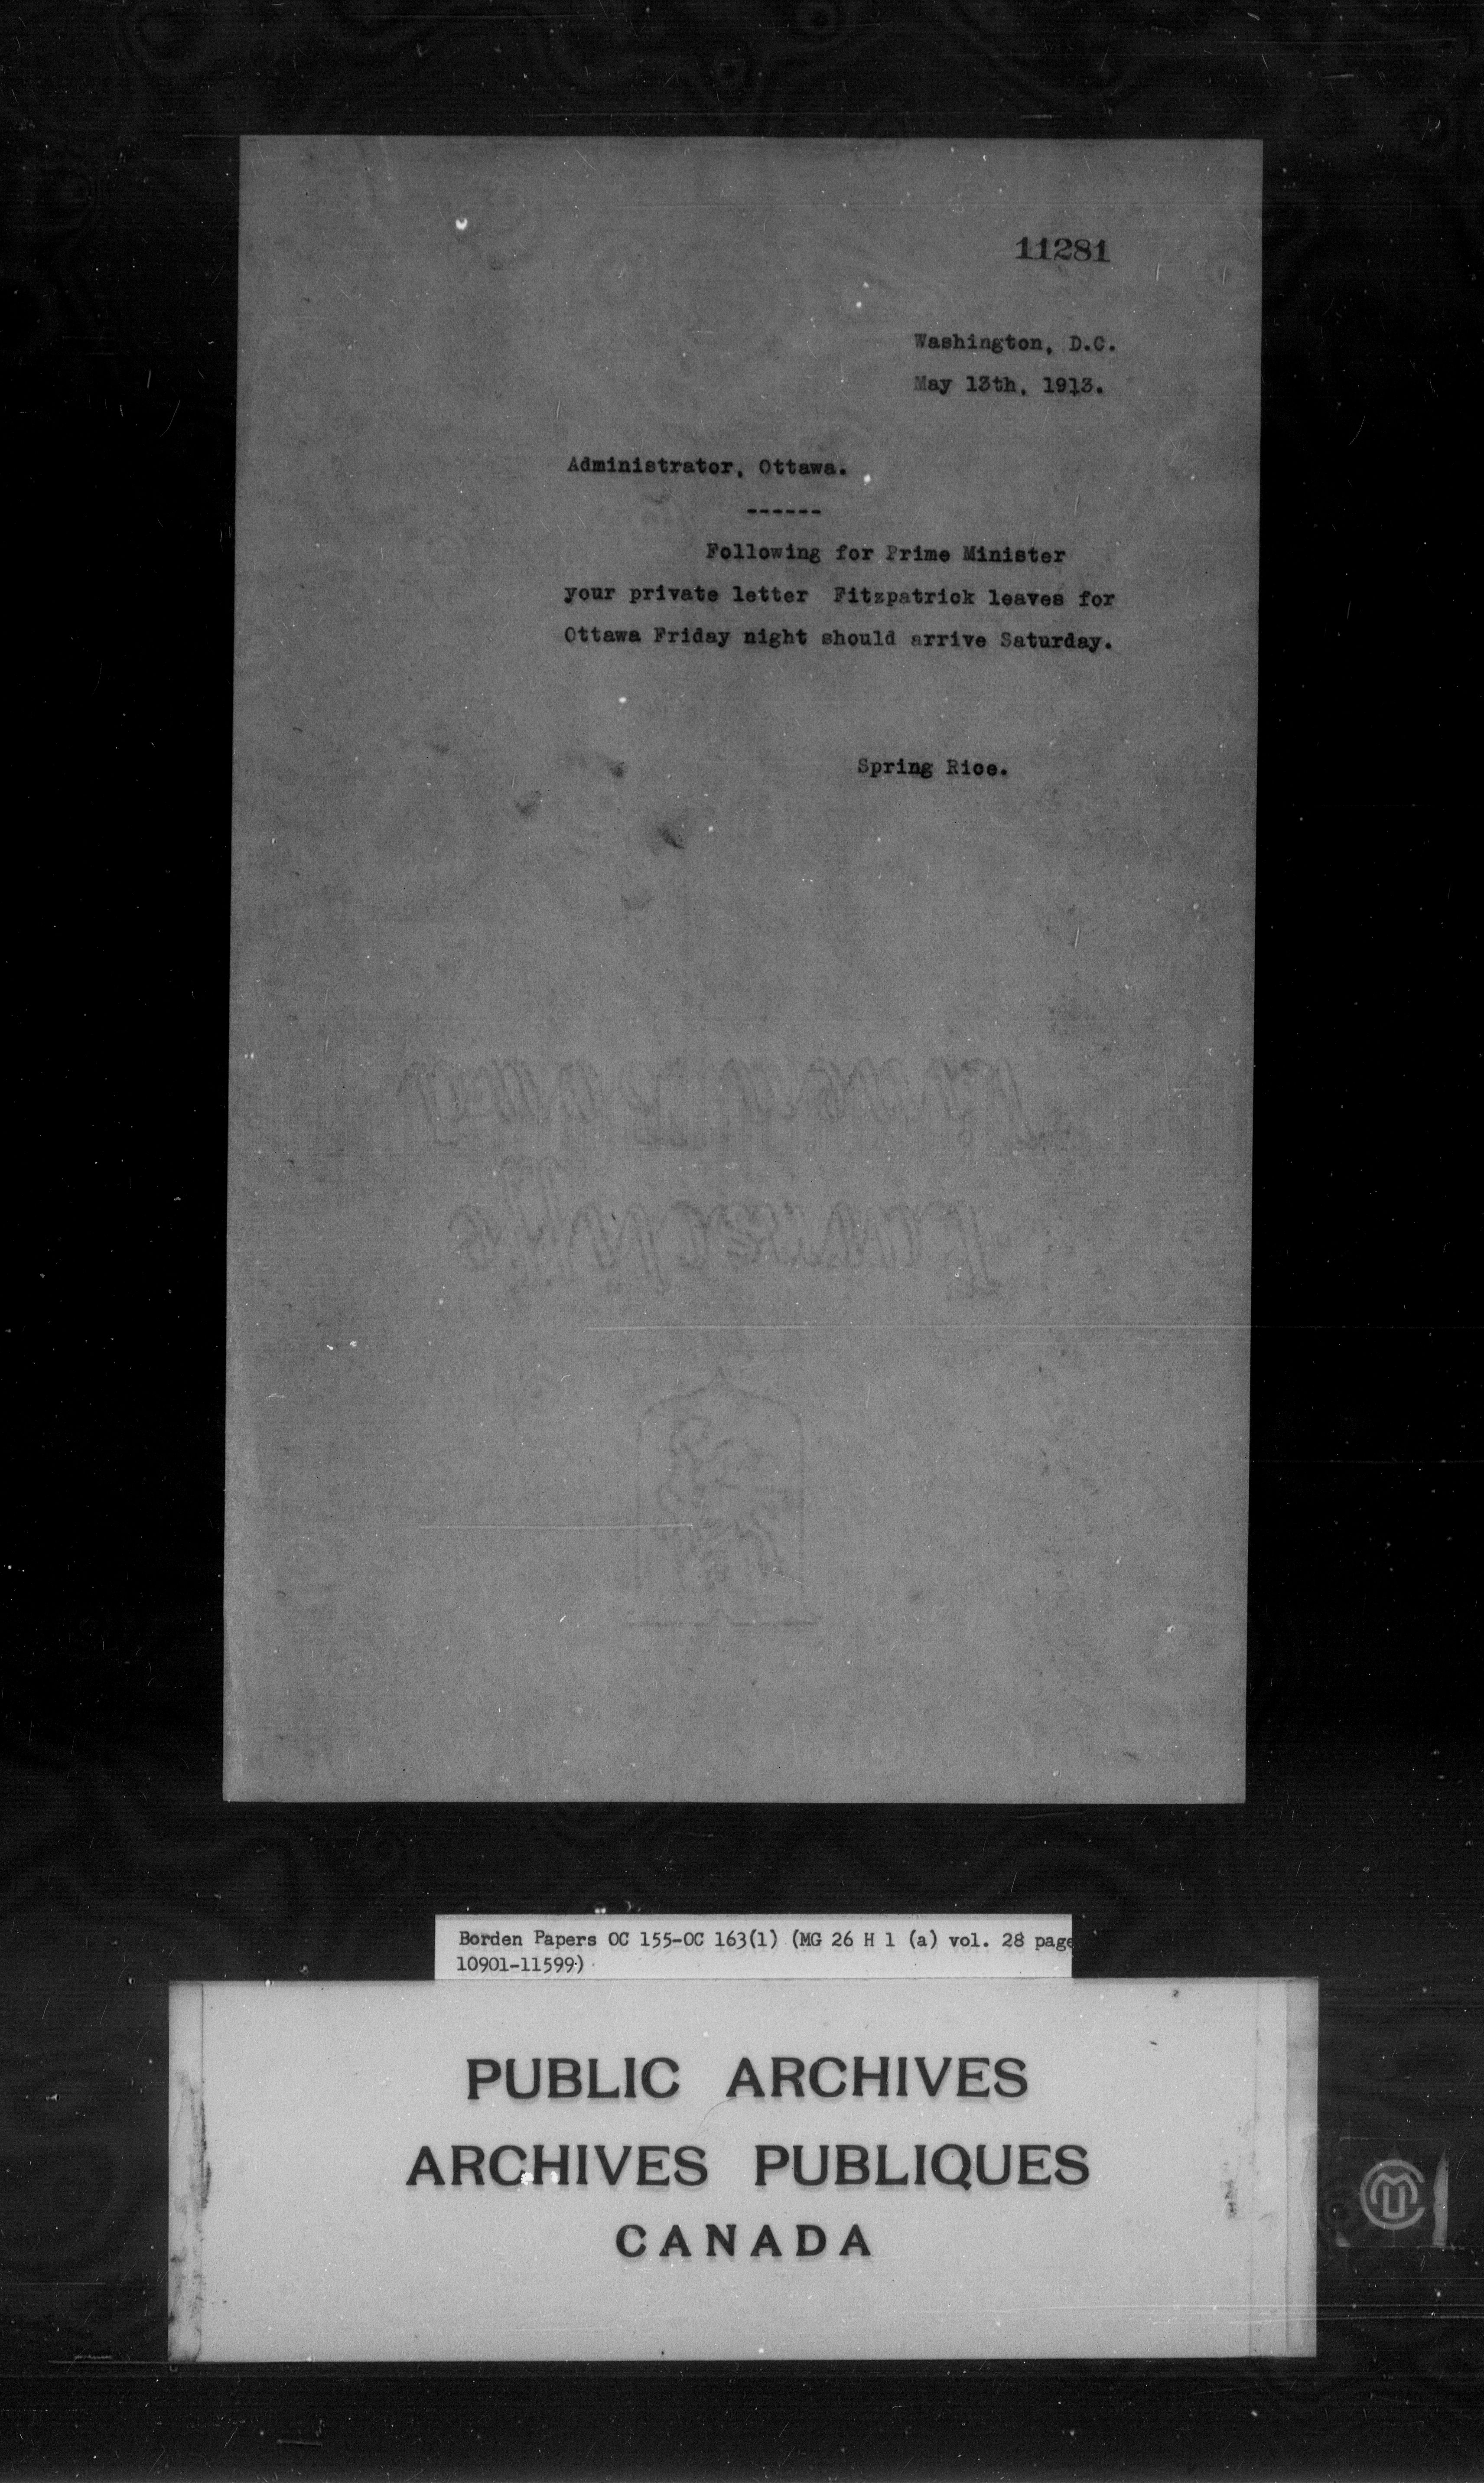 11281
Washington, D.C.
May 13th, 1913.
Administrator, Ottawa.
------
Following for Prime Minister
your private letter Fitzpatrick leaves for
Ottawa Friday night should arrive Saturday.
Spring Rice.
Borden Papers OC 155-OC 163(1) (MG 26 H 1 (a) vol. 28 page
10901-11599)
PUBLIC ARCHIVES
ARCHIVES PUBLIQUES
CANADA